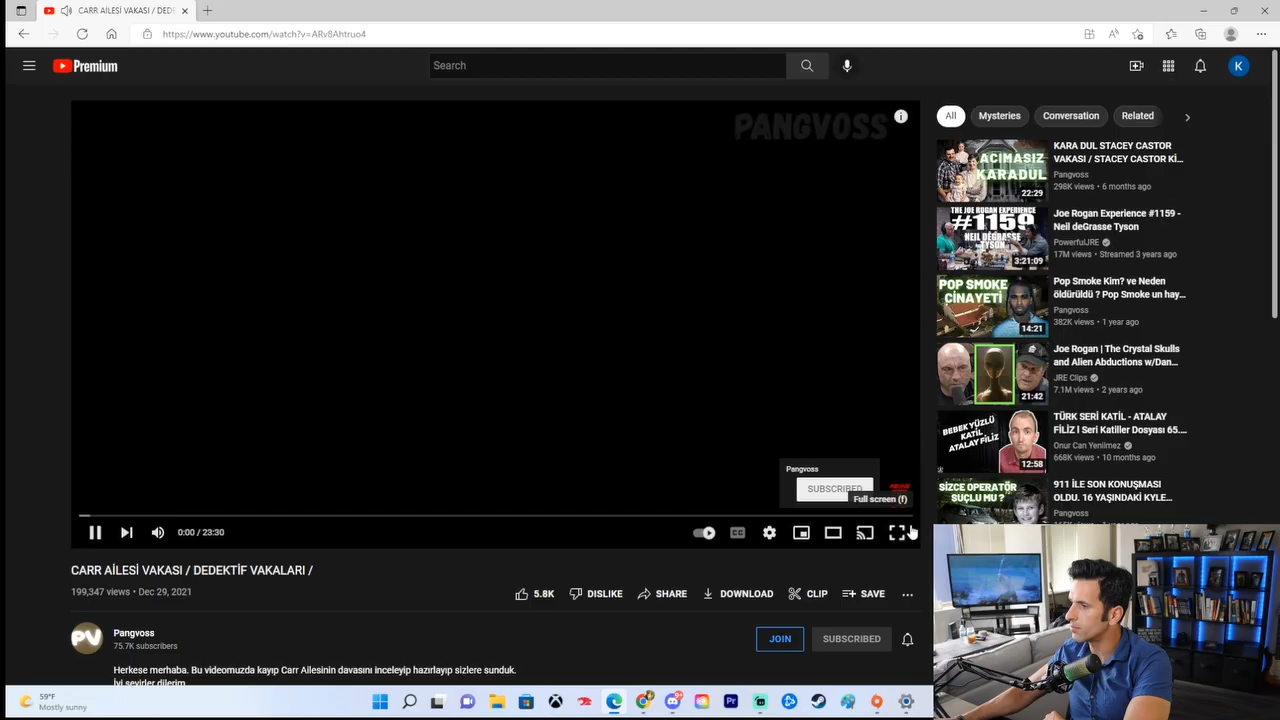 CARR AİLESİ VAKASI / DEDE
https://www.youtube.com/watch?v=ARv8Ahtruo4
Premium
Search
K
PANGVOSS
Pangvoss
SUBSCRIBED
Full screen (f)
0:00 / 23:30
CARR AİLESİ VAKASI / DEDEKTİF VAKALARI /
199,347 views • Dec 29, 2021
5.8K DISLIKE SHARE DOWNLOAD CLIP SAVE
PV
Pangvoss
75.7K subscribers
JOIN SUBSCRIBED
Herkese merhaba. Bu videomuzda kayıp Carr Ailesinin davasını inceleyip hazırlayıp sizlere sunduk.
İyi seyirler dilerim.
All Mysteries Conversation Related
ACIMASIZ
KARADUL
22:29
KARA DUL STACEY CASTOR
VAKASI / STACEY CASTOR Kİ...
Pangvoss
298K views • 6 months ago
THE JOE ROGAN EXPERIENCE
#1159
NEIL DEGRASSE
TYSON
3:21:09
Joe Rogan Experience #1159 -
Neil deGrasse Tyson
PowerfulJRE
17M views • Streamed 3 years ago
POP SMOKE
CİNAYETİ
14:21
Pop Smoke Kim? ve Neden
öldürüldü ? Pop Smoke un hay...
Pangvoss
382K views • 1 year ago
21:42
Joe Rogan | The Crystal Skulls
and Alien Abductions w/Dan...
JRE Clips
7.1M views • 2 years ago
BEBEK YÜZLÜ
KATİL
ATALAY
FİLİZ
12:58
TÜRK SERİ KATİL - ATALAY
FİLİZ l Seri Katiller Dosyası 65....
Onur Can Yenilmez
668K views • 10 months ago
SİZCE OPERATÖR
SUÇLU MU ?
911 İLE SON KONUŞMASI
OLDU. 16 YAŞINDAKİ KYLE...
Pangvoss
59°F
Mostly sunny
Pr